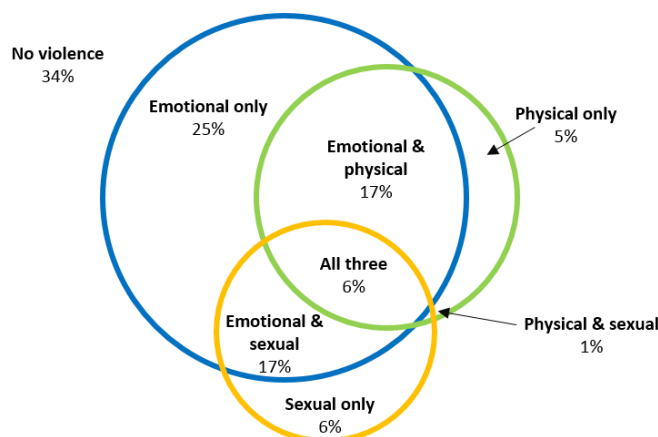 No violence
34%
Emotional only
25%
Physical only
5%
Emotional &
physical
17%
All three
6%
Emotional &
sexual
17%
Physical & sexual
1%
Sexual only
6%